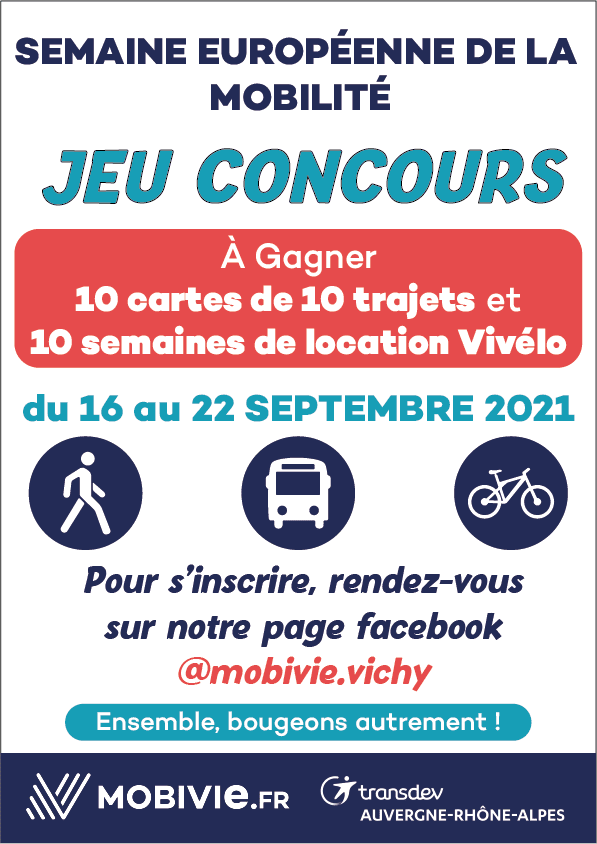 SEMAINE EUROPÉENNE DE LA
MOBILITÉ
JEU CONCOURS
À Gagner
10 cartes de 10 trajets et
10 semaines de location Vivélo
du 16 au 22 SEPTEMBRE 2021
Pour s'inscrire, rendez-vous
sur notre page facebook
@mobivie.vichy
Ensemble, bougeons autrement !
MOBIVIE.FR
transdev
AUVERGNE-RHÔNE-ALPES